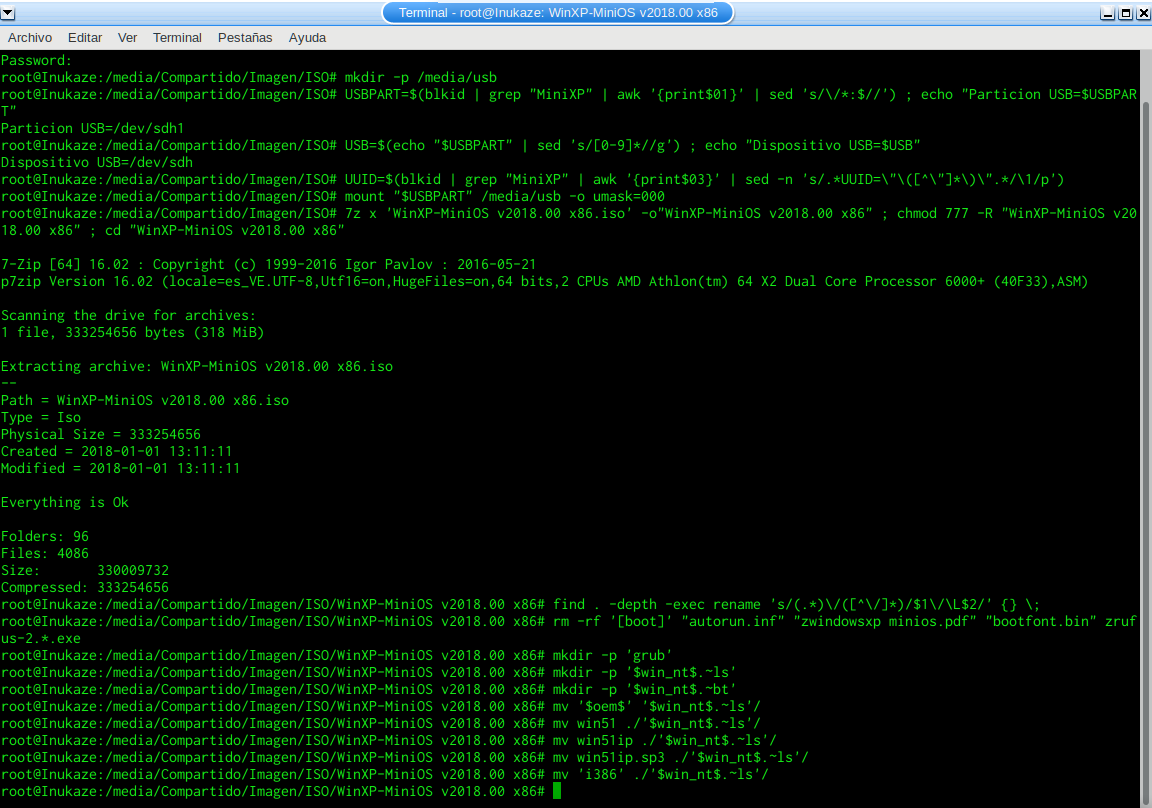 Terminal - root@Inukaze: WinXP-MiniOS v2018.00 x86
Archivo Editar Ver Terminal Pestañas Ayuda
Password:
root@Inukaze:/media/Compartido/Imagen/ISO# mkdir -p /media/usb
root@Inukaze:/media/Compartido/Imagen/ISO# USBPART=$(blkid | grep "MiniXP" | awk '{print$01}' | sed 's/\/*:$//') ; echo "Particion USB=$USBPAR
T"
Particion USB=/dev/sdh1
root@Inukaze:/media/Compartido/Imagen/ISO# USB=$(echo "$USBPART" | sed 's/[0-9]*//g') ; echo "Dispositivo USB=$USB"
Dispositivo USB=/dev/sdh
root@Inukaze:/media/Compartido/Imagen/ISO# UUID=$(blkid | grep "MiniXP" | awk '{print$03}' | sed -n 's/.*UUID=\"\([^\"]*\)\".*/\1/p')
root@Inukaze:/media/Compartido/Imagen/ISO# mount "$USBPART" /media/usb -o umask=000
root@Inukaze:/media/Compartido/Imagen/ISO# 7z x 'WinXP-MiniOS v2018.00 x86.iso' -o"WinXP-MiniOS v2018.00 x86" ; chmod 777 -R "WinXP-MiniOS v20
18.00 x86" ; cd "WinXP-MiniOS v2018.00 x86"
7-Zip [64] 16.02 : Copyright (c) 1999-2016 Igor Pavlov : 2016-05-21
p7zip Version 16.02 (locale=es_VE.UTF-8,Utf16=on,HugeFiles=on,64 bits,2 CPUs AMD Athlon(tm) 64 X2 Dual Core Processor 6000+ (40F33),ASM)
Scanning the drive for archives:
1 file, 333254656 bytes (318 MiB)
Extracting archive: WinXP-MiniOS v2018.00 x86.iso
--
Path = WinXP-MiniOS v2018.00 x86.iso
Type = Iso
Physical Size = 333254656
Created = 2018-01-01 13:11:11
Modified = 2018-01-01 13:11:11
Everything is Ok
Folders: 96
Files: 4086
Size:       330009732
Compressed: 333254656
root@Inukaze:/media/Compartido/Imagen/ISO/WinXP-MiniOS v2018.00 x86# find . -depth -exec rename 's/(.*)\/([^\/]*)/$1\/\L$2/' {} \;
root@Inukaze:/media/Compartido/Imagen/ISO/WinXP-MiniOS v2018.00 x86# rm -rf '[boot]' "autorun.inf" "zwindowsxp minios.pdf" "bootfont.bin" zruf
us-2.*.exe
root@Inukaze:/media/Compartido/Imagen/ISO/WinXP-MiniOS v2018.00 x86# mkdir -p 'grub'
root@Inukaze:/media/Compartido/Imagen/ISO/WinXP-MiniOS v2018.00 x86# mkdir -p '$win_nt$.~ls'
root@Inukaze:/media/Compartido/Imagen/ISO/WinXP-MiniOS v2018.00 x86# mkdir -p '$win_nt$.~bt'
root@Inukaze:/media/Compartido/Imagen/ISO/WinXP-MiniOS v2018.00 x86# mv '$oem$' '$win_nt$.~ls'/
root@Inukaze:/media/Compartido/Imagen/ISO/WinXP-MiniOS v2018.00 x86# mv win51 ./'$win_nt$.~ls'/
root@Inukaze:/media/Compartido/Imagen/ISO/WinXP-MiniOS v2018.00 x86# mv win51ip ./'$win_nt$.~ls'/
root@Inukaze:/media/Compartido/Imagen/ISO/WinXP-MiniOS v2018.00 x86# mv win51ip.sp3 ./'$win_nt$.~ls'/
root@Inukaze:/media/Compartido/Imagen/ISO/WinXP-MiniOS v2018.00 x86# mv 'i386' ./'$win_nt$.~ls'/
root@Inukaze:/media/Compartido/Imagen/ISO/WinXP-MiniOS v2018.00 x86#